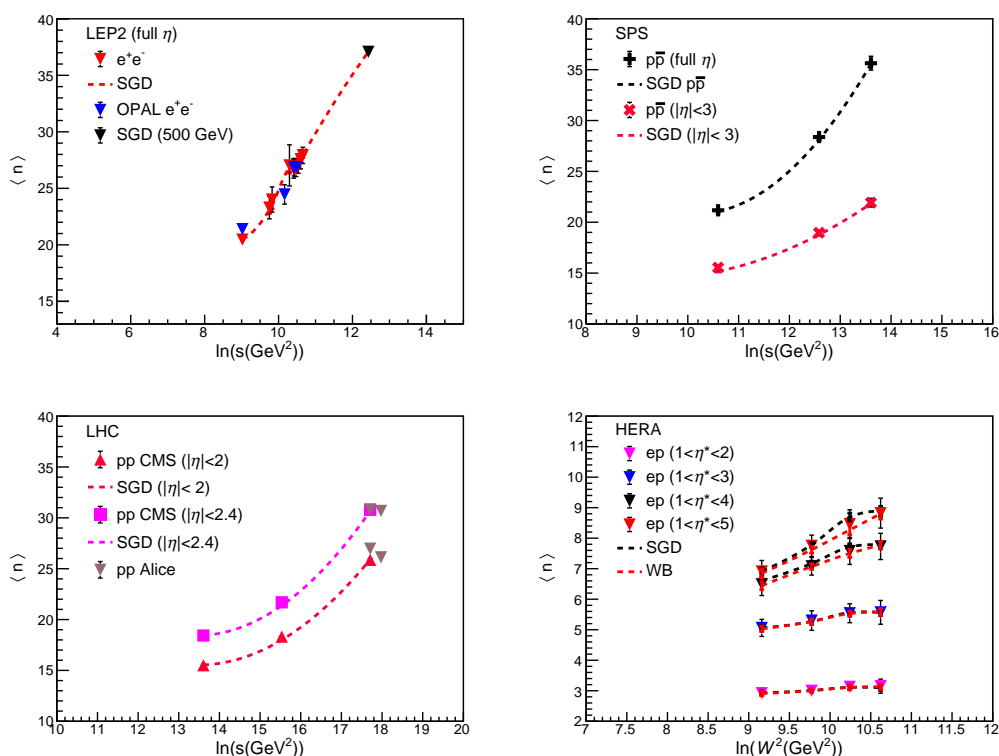 LEP2 (full η)
e⁺e⁻
SGD
OPAL e⁺e⁻
SGD (500 GeV)
⟨ n ⟩
40
35
30
25
20
15
4 6 8 10 12 14
ln(s(GeV²))
SPS
pp̅ (full η)
SGD pp̅
pp̅ (|η|<3)
SGD (|η|< 3)
⟨ n ⟩
40
35
30
25
20
15
10
8 9 10 11 12 13 14 15 16
ln(s(GeV²))
LHC
pp CMS (|η|<2)
SGD (|η|< 2)
pp CMS (|η|<2.4)
SGD (|η|<2.4)
pp Alice
⟨ n ⟩
40
35
30
25
20
15
10
10 11 12 13 14 15 16 17 18 19 20
ln(s(GeV²))
HERA
ep (1<η*<2)
ep (1<η*<3)
ep (1<η*<4)
ep (1<η*<5)
SGD
WB
⟨ n ⟩
12
11
10
9
8
7
6
5
4
3
2
7 7.5 8 8.5 9 9.5 10 10.5 11 11.5 12
ln(W²(GeV²))